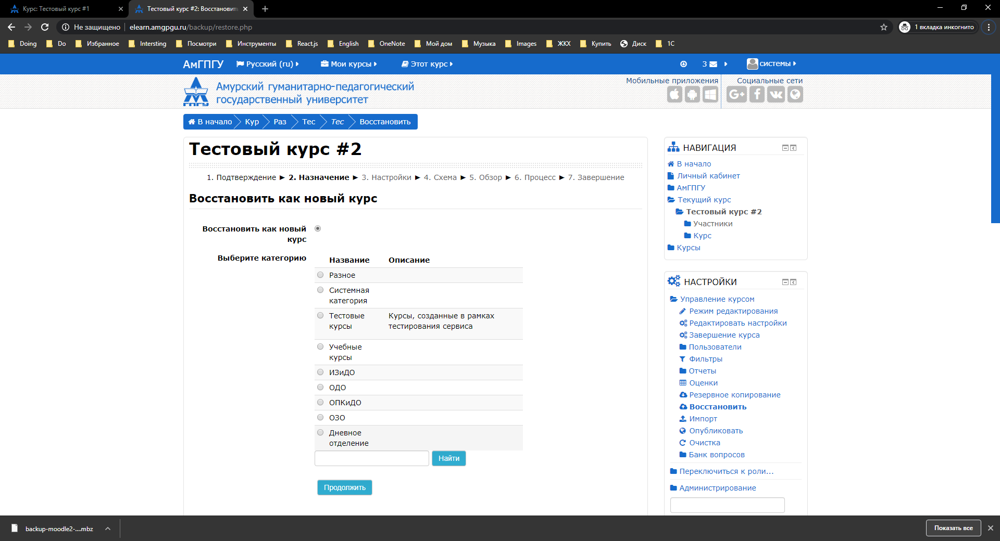 Курс: Тестовый курс #1
Тестовый курс #2: Восстановить
Не защищено
elearn.amgpgu.ru/backup/restore.php
1 вкладка инкогнито
Doing
Do
Избранное
Intersting
Посмотри
Инструменты
React.js
English
OneNote
Мой дом
Музыка
Images
ЖКХ
Купить
Диск
1C
АмГПГУ
Русский (ru)
Мои курсы
Этот курс
3
системы
Амурский гуманитарно-педагогический
государственный университет
Мобильные приложения
Социальные сети
В начало
Кур
Раз
Тес
Тес
Восстановить
Тестовый курс #2
1. Подтверждение ► 2. Назначение ► 3. Настройки ► 4. Схема ► 5. Обзор ► 6. Процесс ► 7. Завершение
Восстановить как новый курс
Восстановить как новый
курс
Выберите категорию
Название Описание
Разное
Системная
категория
Тестовые
курсы
Курсы, созданные в рамках
тестирования сервиса
Учебные
курсы
ИЗиДО
ОДО
ОПКиДО
ОЗО
Дневное
отделение
Найти
Продолжить
НАВИГАЦИЯ
В начало
Личный кабинет
АмГПГУ
Текущий курс
Тестовый курс #2
Участники
Курс
Курсы
НАСТРОЙКИ
Управление курсом
Режим редактирования
Редактировать настройки
Завершение курса
Пользователи
Фильтры
Отчеты
Оценки
Резервное копирование
Восстановить
Импорт
Опубликовать
Очистка
Банк вопросов
Переключиться к роли...
Администрирование
backup-moodle2-....mbz
Показать все